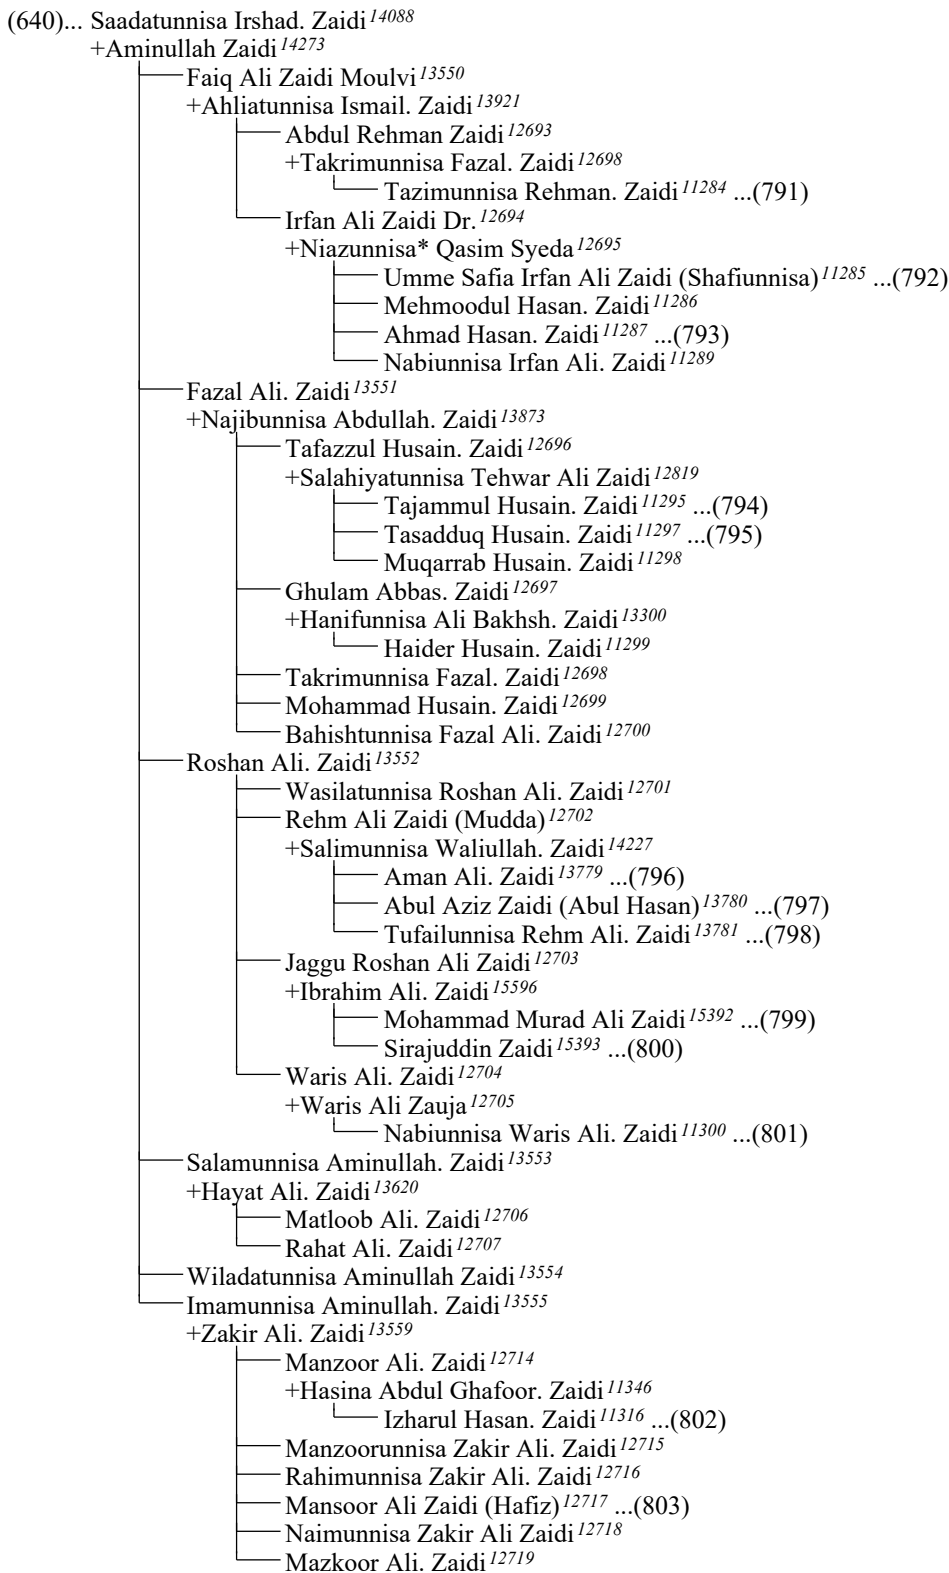 (640)... Saadatunnisa Irshad. Zaidi 14088
+Aminullah Zaidi 14273
Faiq Ali Zaidi Moulvi 13550
+Ahliatunnisa Ismail. Zaidi 13921
Abdul Rehman Zaidi 12693
+Takrimunnisa Fazal. Zaidi 12698
Tazimunnisa Rehman. Zaidi 11284 ...(791)
Irfan Ali Zaidi Dr. 12694
+Niazunnisa* Qasim Syeda 12695
Umme Safia Irfan Ali Zaidi (Shafiunnisa) 11285 ...(792)
Mehmoodul Hasan. Zaidi 11286
Ahmad Hasan. Zaidi 11287 ...(793)
Nabiunnisa Irfan Ali. Zaidi 11289
Fazal Ali. Zaidi 13551
+Najibunnisa Abdullah. Zaidi 13873
Tafazzul Husain. Zaidi 12696
+Salahiyatunnisa Tehwar Ali Zaidi 12819
Tajammul Husain. Zaidi 11295 ...(794)
Tasadduq Husain. Zaidi 11297 ...(795)
Muqarrab Husain. Zaidi 11298
Ghulam Abbas. Zaidi 12697
+Hanifunnisa Ali Bakhsh. Zaidi 13300
Haider Husain. Zaidi 11299
Takrimunnisa Fazal. Zaidi 12698
Mohammad Husain. Zaidi 12699
Bahishtunnisa Fazal Ali. Zaidi 12700
Roshan Ali. Zaidi 13552
Wasilatunnisa Roshan Ali. Zaidi 12701
Rehm Ali Zaidi (Mudda) 12702
+Salimunnisa Waliullah. Zaidi 14227
Aman Ali. Zaidi 13779 ...(796)
Abul Aziz Zaidi (Abul Hasan) 13780 ...(797)
Tufailunnisa Rehm Ali. Zaidi 13781 ...(798)
Jaggu Roshan Ali Zaidi 12703
+Ibrahim Ali. Zaidi 15596
Mohammad Murad Ali Zaidi 15392 ...(799)
Sirajuddin Zaidi 15393 ...(800)
Waris Ali. Zaidi 12704
+Waris Ali Zauja 12705
Nabiunnisa Waris Ali. Zaidi 11300 ...(801)
Salamunnisa Aminullah. Zaidi 13553
+Hayat Ali. Zaidi 13620
Matloob Ali. Zaidi 12706
Rahat Ali. Zaidi 12707
Wiladatunnisa Aminullah Zaidi 13554
Imamunnisa Aminullah. Zaidi 13555
+Zakir Ali. Zaidi 13559
Manzoor Ali. Zaidi 12714
+Hasina Abdul Ghafoor. Zaidi 11346
Izharul Hasan. Zaidi 11316 ...(802)
Manzoorunnisa Zakir Ali. Zaidi 12715
Rahimunnisa Zakir Ali. Zaidi 12716
Mansoor Ali Zaidi (Hafiz) 12717 ...(803)
Naimunnisa Zakir Ali Zaidi 12718
Mazkoor Ali. Zaidi 12719